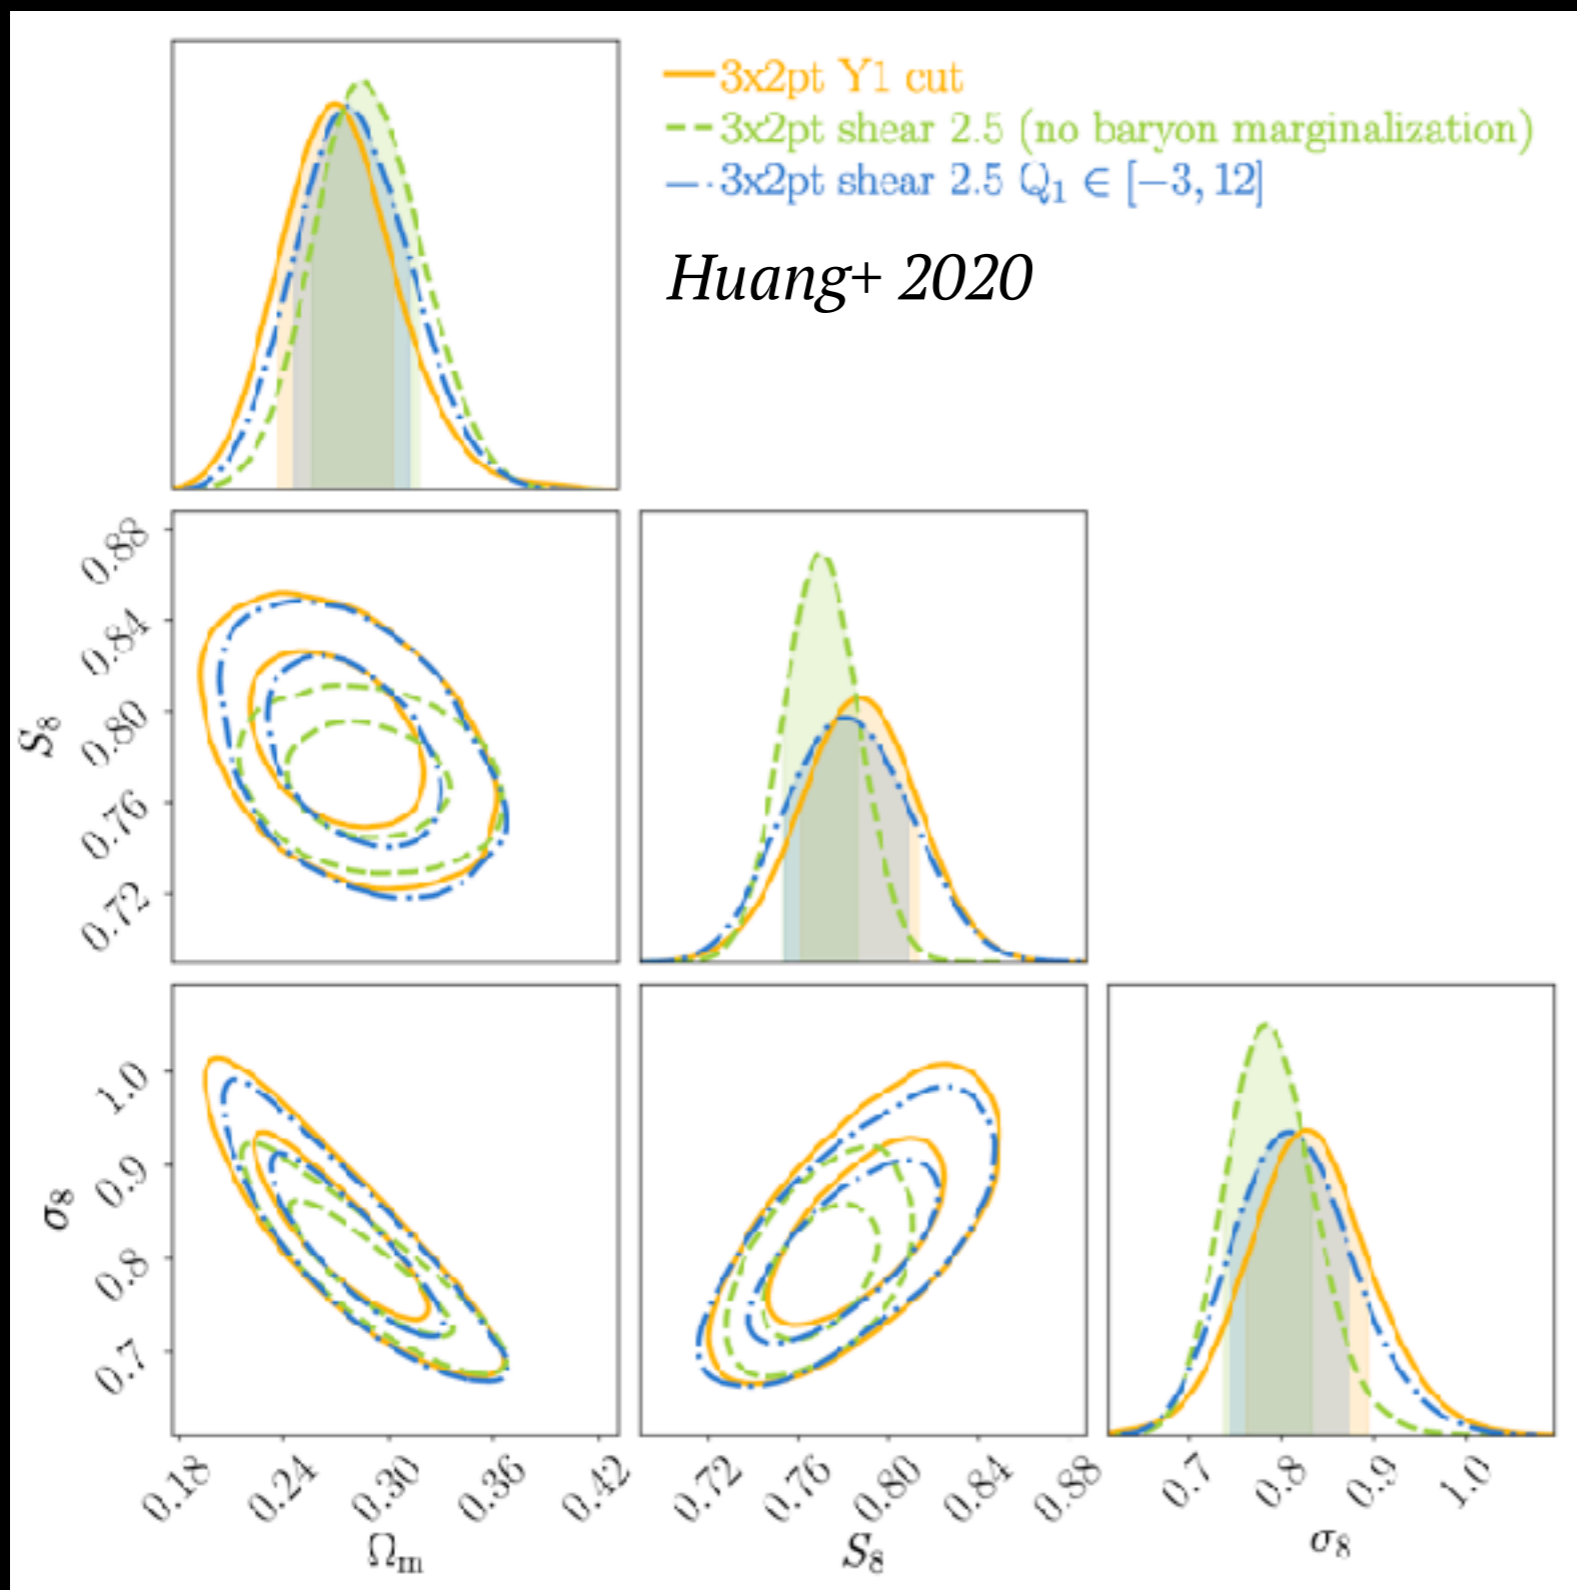 3x2pt Y1 cut
3x2pt shear 2.5 (no baryon marginalization)
3x2pt shear 2.5 Q₁ ∈ [−3, 12]
Huang+ 2020
0.88
0.84
0.80
0.76
0.72
S₈
1.0
0.9
0.8
0.7
σ₈
0.18 0.24 0.30 0.36 0.42
0.72 0.76 0.80 0.84 0.88
0.7 0.8 0.9 1.0
Ωₘ
S₈
σ₈